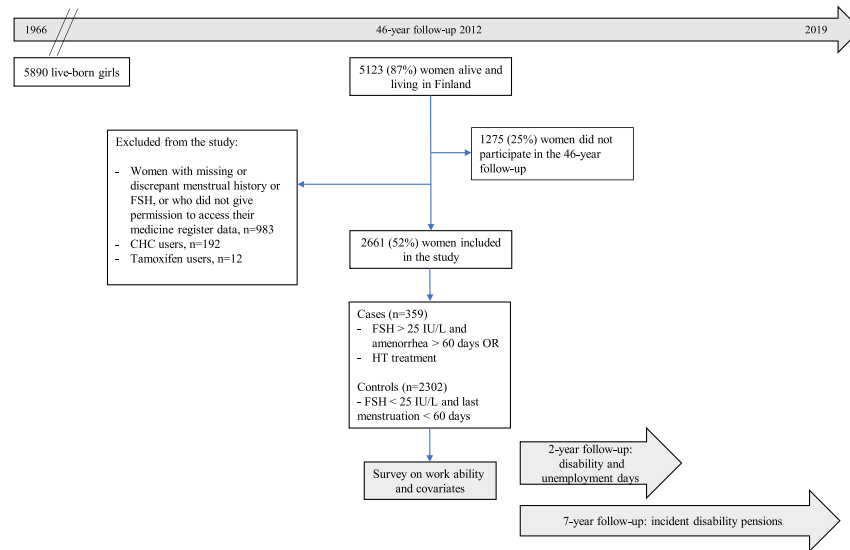 1966
46-year follow-up 2012
2019
5890 live-born girls
5123 (87%) women alive and
living in Finland
1275 (25%) women did not
participate in the 46-year
follow-up
Excluded from the study:
- Women with missing or
discrepant menstrual history or
FSH, or who did not give
permission to access their
medicine register data, n=983
- CHC users, n=192
- Tamoxifen users, n=12
2661 (52%) women included
in the study
Cases (n=359)
- FSH > 25 IU/L and
amenorrhea > 60 days OR
- HT treatment
Controls (n=2302)
- FSH < 25 IU/L and last
menstruation < 60 days
Survey on work ability
and covariates
2-year follow-up:
disability and
unemployment days
7-year follow-up: incident disability pensions